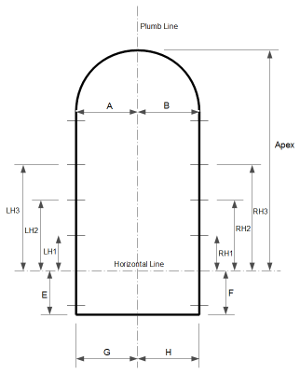 Plumb Line
A
B
Apex
LH3
LH2
LH1
RH1
RH2
RH3
Horizontal Line
E
F
G
H